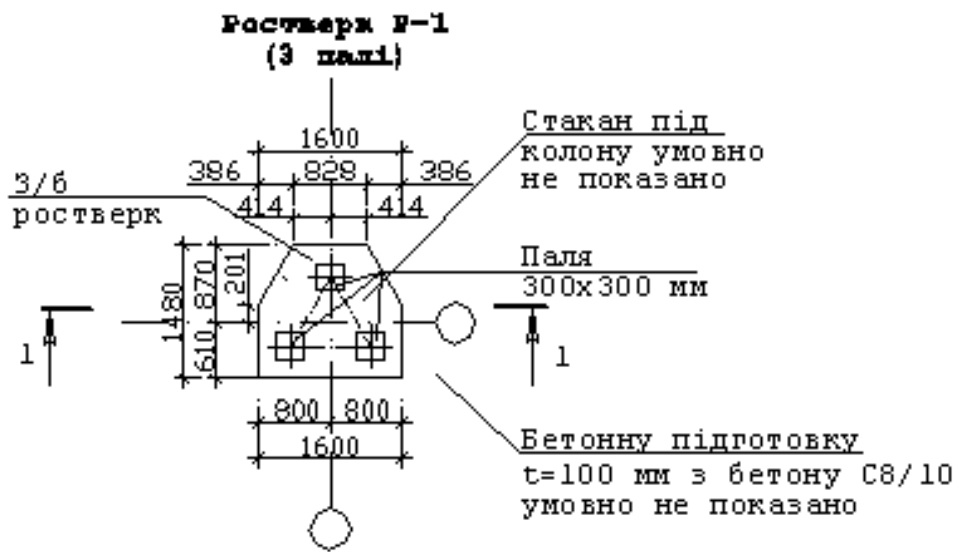 Ростверк Р-1
(3 палі)
1600
386 828 386
414 414
З/б
ростверк
Стакан під
колону умовно
не показано
Паля
300х300 мм
1480
870
201
610
1
1
800 800
1600
Бетонну підготовку
t=100 мм з бетону С8/10
умовно не показано